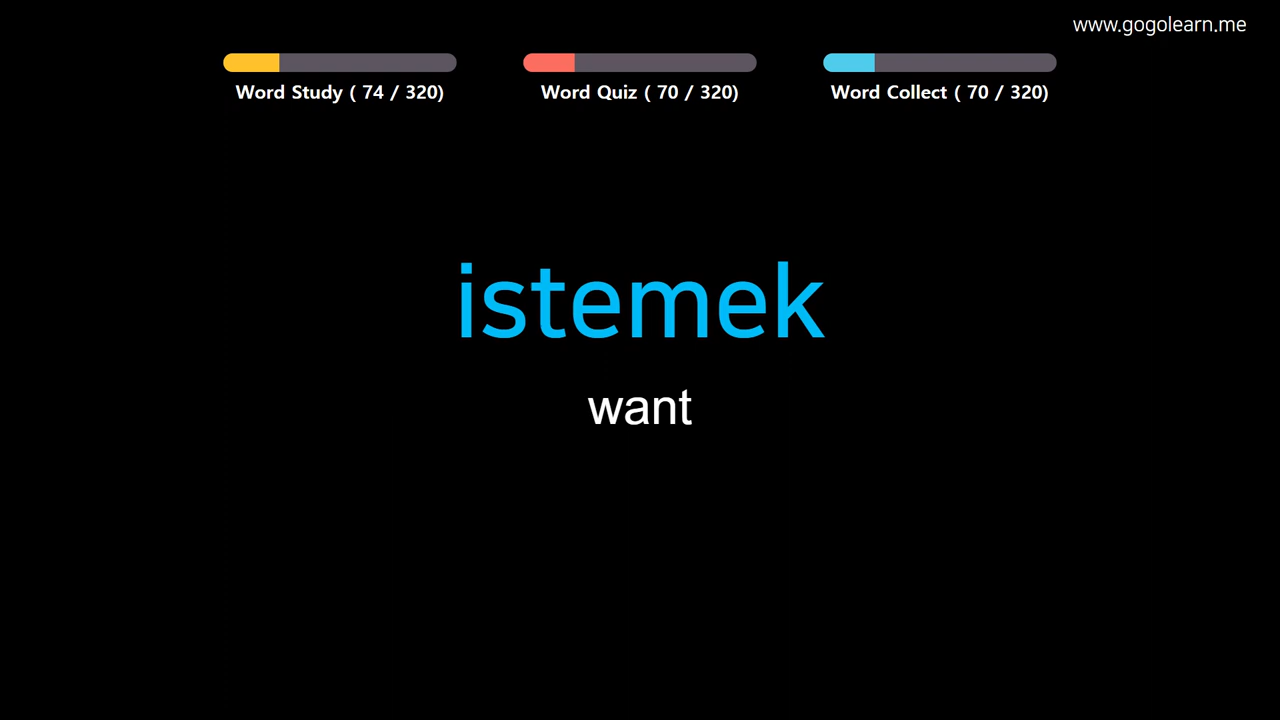 www.gogolearn.me
Word Study ( 74 / 320)
Word Quiz ( 70 / 320)
Word Collect ( 70 / 320)
istemek
want